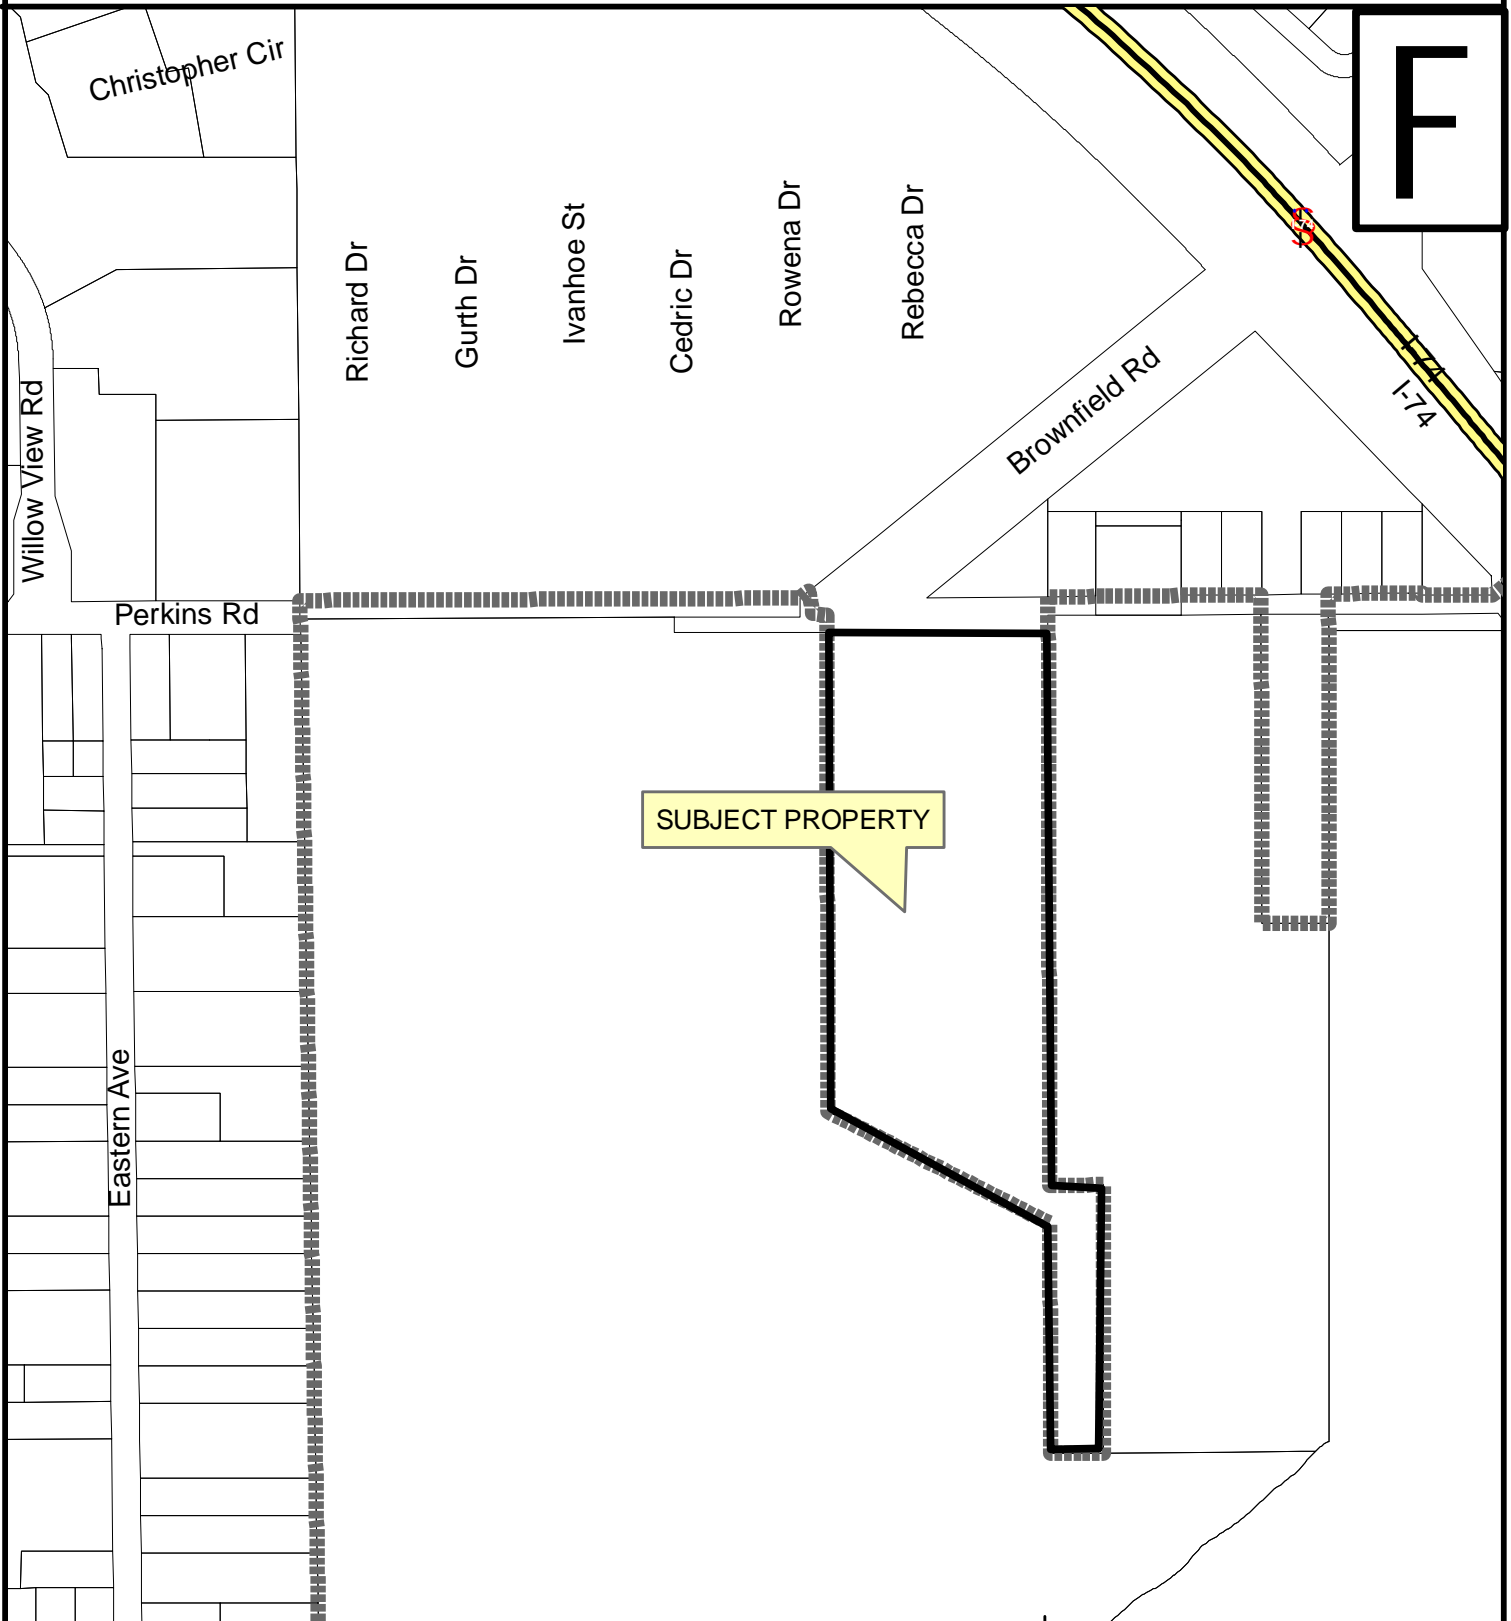 F
Christopher Cir
Richard Dr
Gurth Dr
Ivanhoe St
Cedric Dr
Rowena Dr
Rebecca Dr
I-74
I-74
Brownfield Rd
Willow View Rd
Perkins Rd
SUBJECT PROPERTY
Eastern Ave